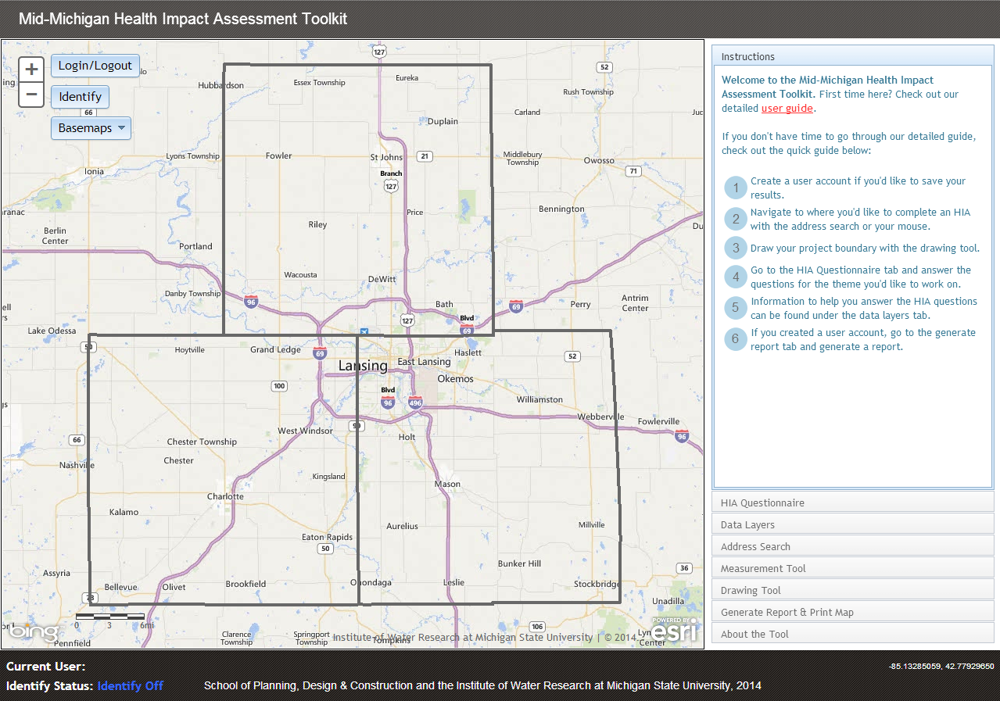 Mid-Michigan Health Impact Assessment Toolkit
+
−
Login/Logout
Identify
Basemaps
127
52
Hubbardson
Essex Township
Eureka
Rush Township
66
Carland
Duplain
Lyons Township
Fowler
St Johns
21
Middlebury
Township
Owosso
71
Ionia
Branch
127
Price
Bennington
Berlin
Center
Riley
Portland
Wacousta
DeWitt
Danby Township
96
Bath
69
Perry
Antrim
Center
127
Blvd
69
Lake Odessa
50
Hoytville
Grand Ledge
69
Lansing
East Lansing
Haslett
52
Okemos
100
Blvd
96
496
Williamston
Webberville
Fowlerville
96
West Windsor
99
Holt
66
Chester Township
Nashville
Chester
Kingsland
Mason
Charlotte
Kalamo
Aurelius
Millville
Eaton Rapids
50
Bunker Hill
36
Assyria
Bellevue
Olivet
Brookfield
Onondaga
Leslie
Stockbridge
78
Unadilla
0 3 6mi
bing
Pennfield
Clarence
Township
Springport
Township
Tompkins
106
Institute of Water Research at Michigan State University | © 2014
POWERED BY
esri
Instructions
Welcome to the Mid-Michigan Health Impact
Assessment Toolkit. First time here? Check out our
detailed user guide.
If you don't have time to go through our detailed guide,
check out the quick guide below:
1 Create a user account if you'd like to save your
results.
2 Navigate to where you'd like to complete an HIA
with the address search or your mouse.
3 Draw your project boundary with the drawing tool.
4 Go to the HIA Questionnaire tab and answer the
questions for the theme you'd like to work on.
5 Information to help you answer the HIA questions
can be found under the data layers tab.
6 If you created a user account, go to the generate
report tab and generate a report.
HIA Questionnaire
Data Layers
Address Search
Measurement Tool
Drawing Tool
Generate Report & Print Map
About the Tool
Current User:
-85.13285059, 42.77929650
Identify Status: Identify Off
School of Planning, Design & Construction and the Institute of Water Research at Michigan State University, 2014